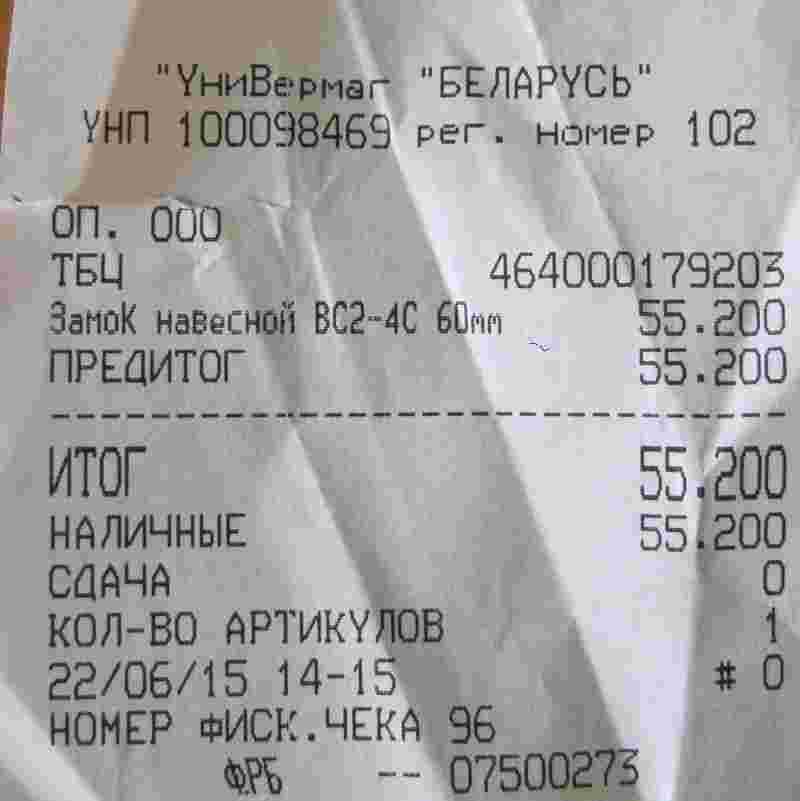 "УниВермаг "БЕЛАРУСЬ"
УНП 100098469 рег. номер 102
ОП. 000
ТБЦ 464000179203
ЗамоК навесной ВС2-4С 60мм 55.200
ПРЕДИТОГ 55.200
--------------------------------
ИТОГ 55.200
НАЛИЧНЫЕ 55.200
СДАЧА 0
КОЛ-ВО АРТИКУЛОВ 1
22/06/15 14-15 # 0
НОМЕР ФИСК.ЧЕКА 96
ФРБ -- 07500273